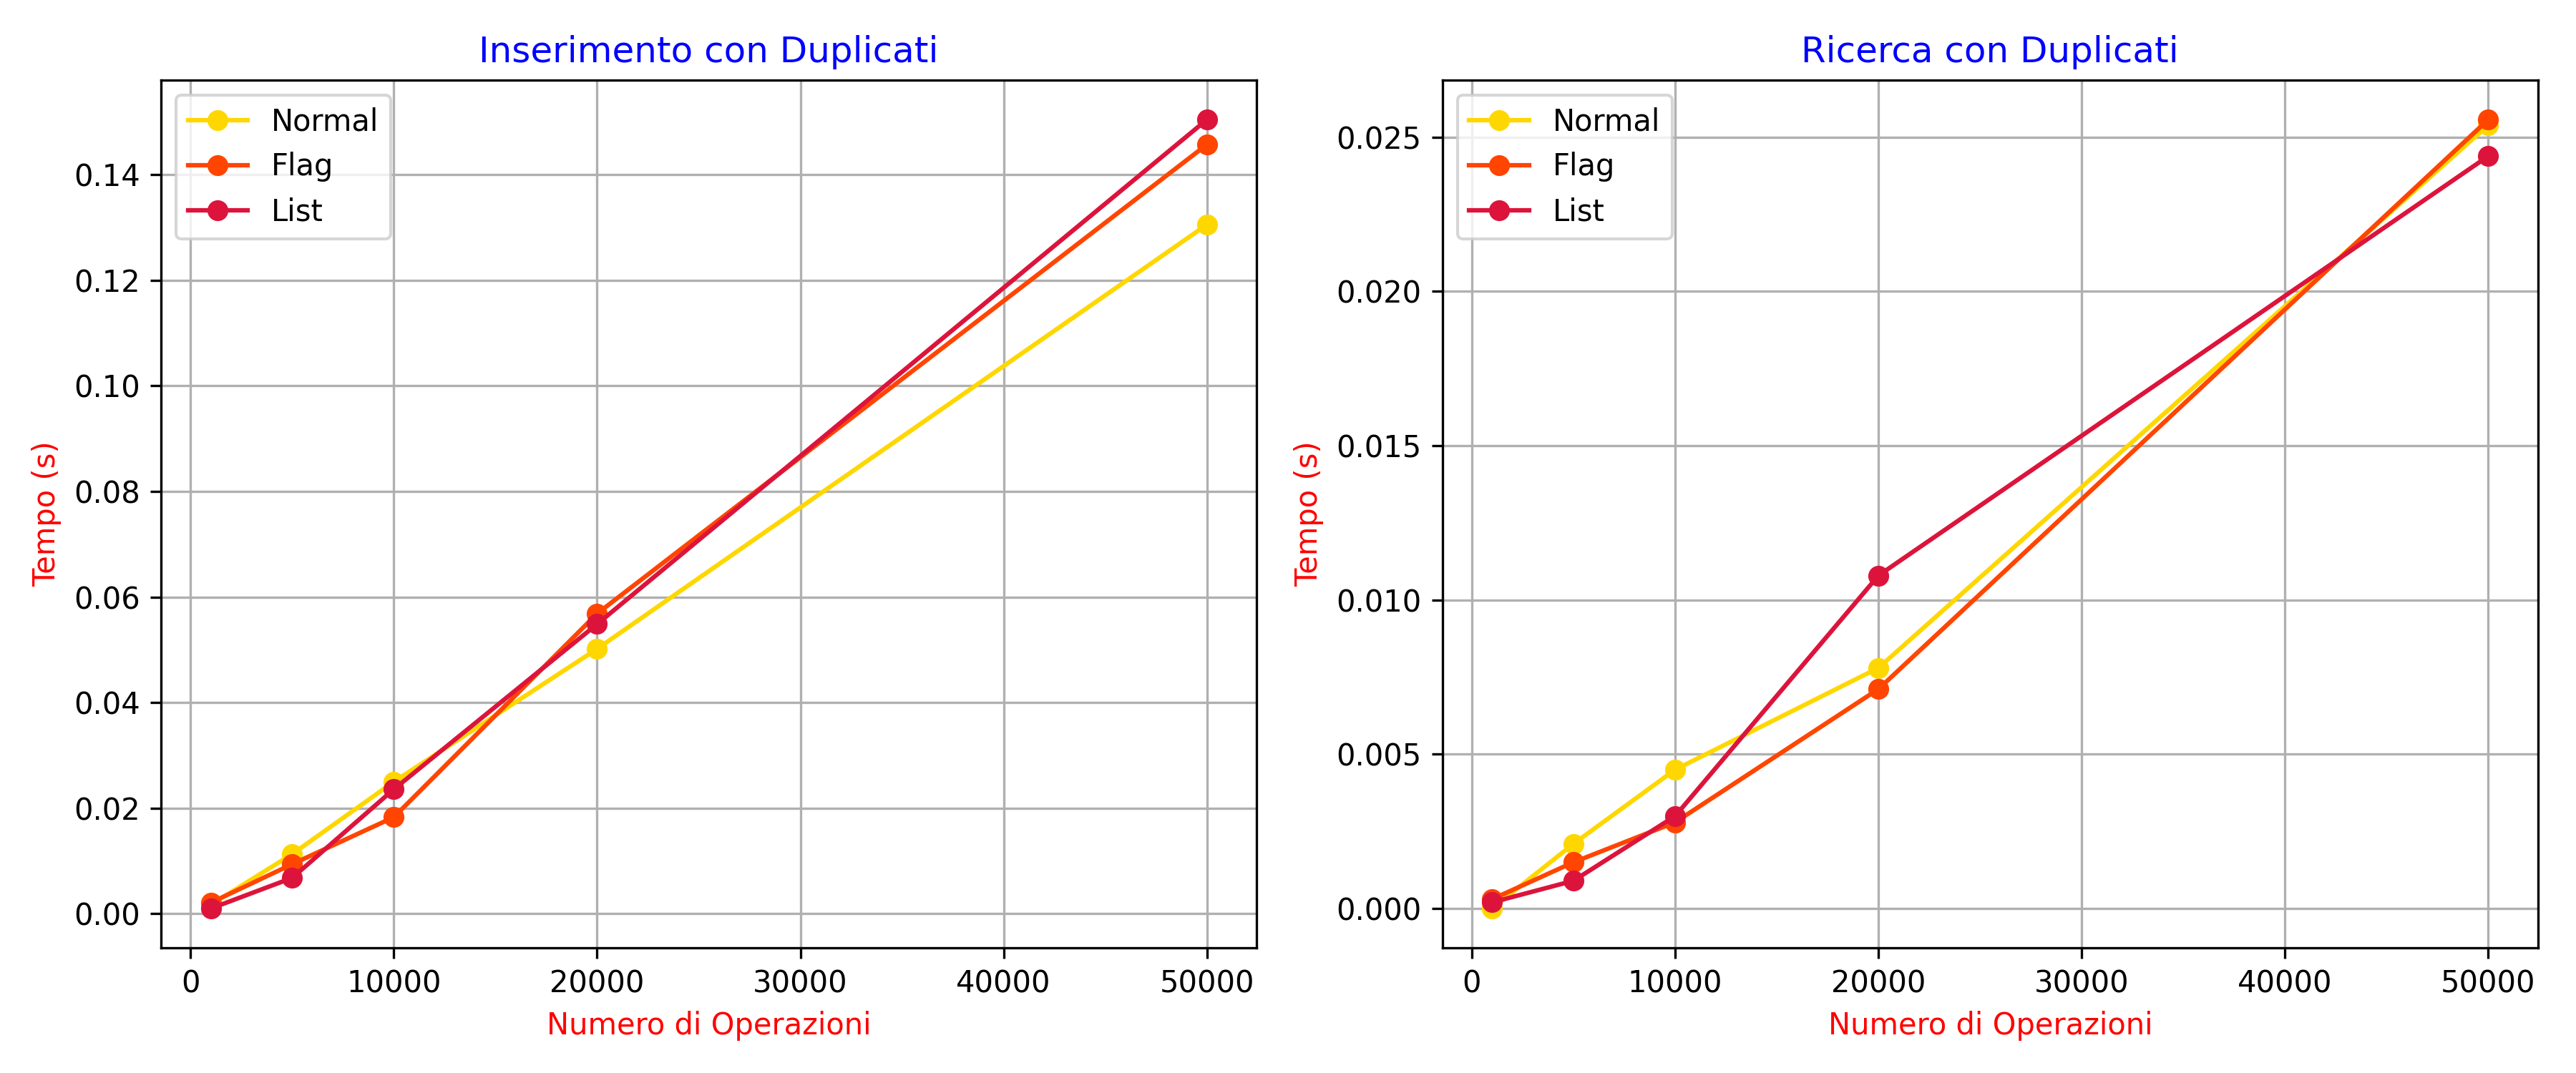 Inserimento con Duplicati
Normal
Flag
List
0.14
0.12
0.10
0.08
0.06
0.04
0.02
0.00
Tempo (s)
0 10000 20000 30000 40000 50000
Numero di Operazioni
Ricerca con Duplicati
Normal
Flag
List
0.025
0.020
0.015
0.010
0.005
0.000
Tempo (s)
0 10000 20000 30000 40000 50000
Numero di Operazioni